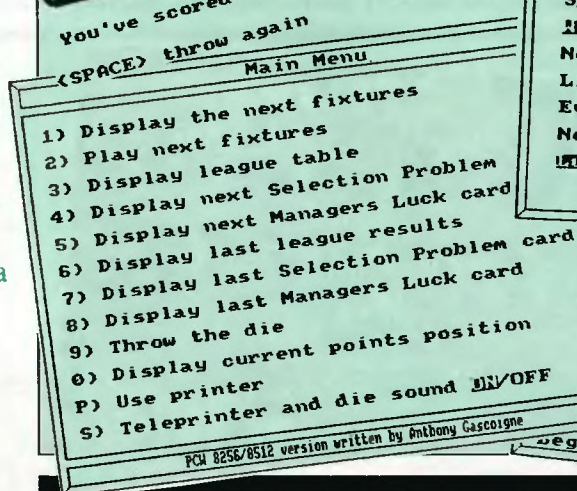 You've scored
<SPACE> throw again
Main Menu
1) Display the next fixtures
2) Play next fixtures
3) Display league table
4) Display next Selection Problem
5) Display next Managers Luck card
6) Display last league results
7) Display last Selection Problem card
8) Display last Managers Luck card
9) Throw the die
0) Display current points position
P) Use printer
S) Teleprinter and die sound ON/OFF
PCW 8256/8512 version written by Anthony Gascoigne